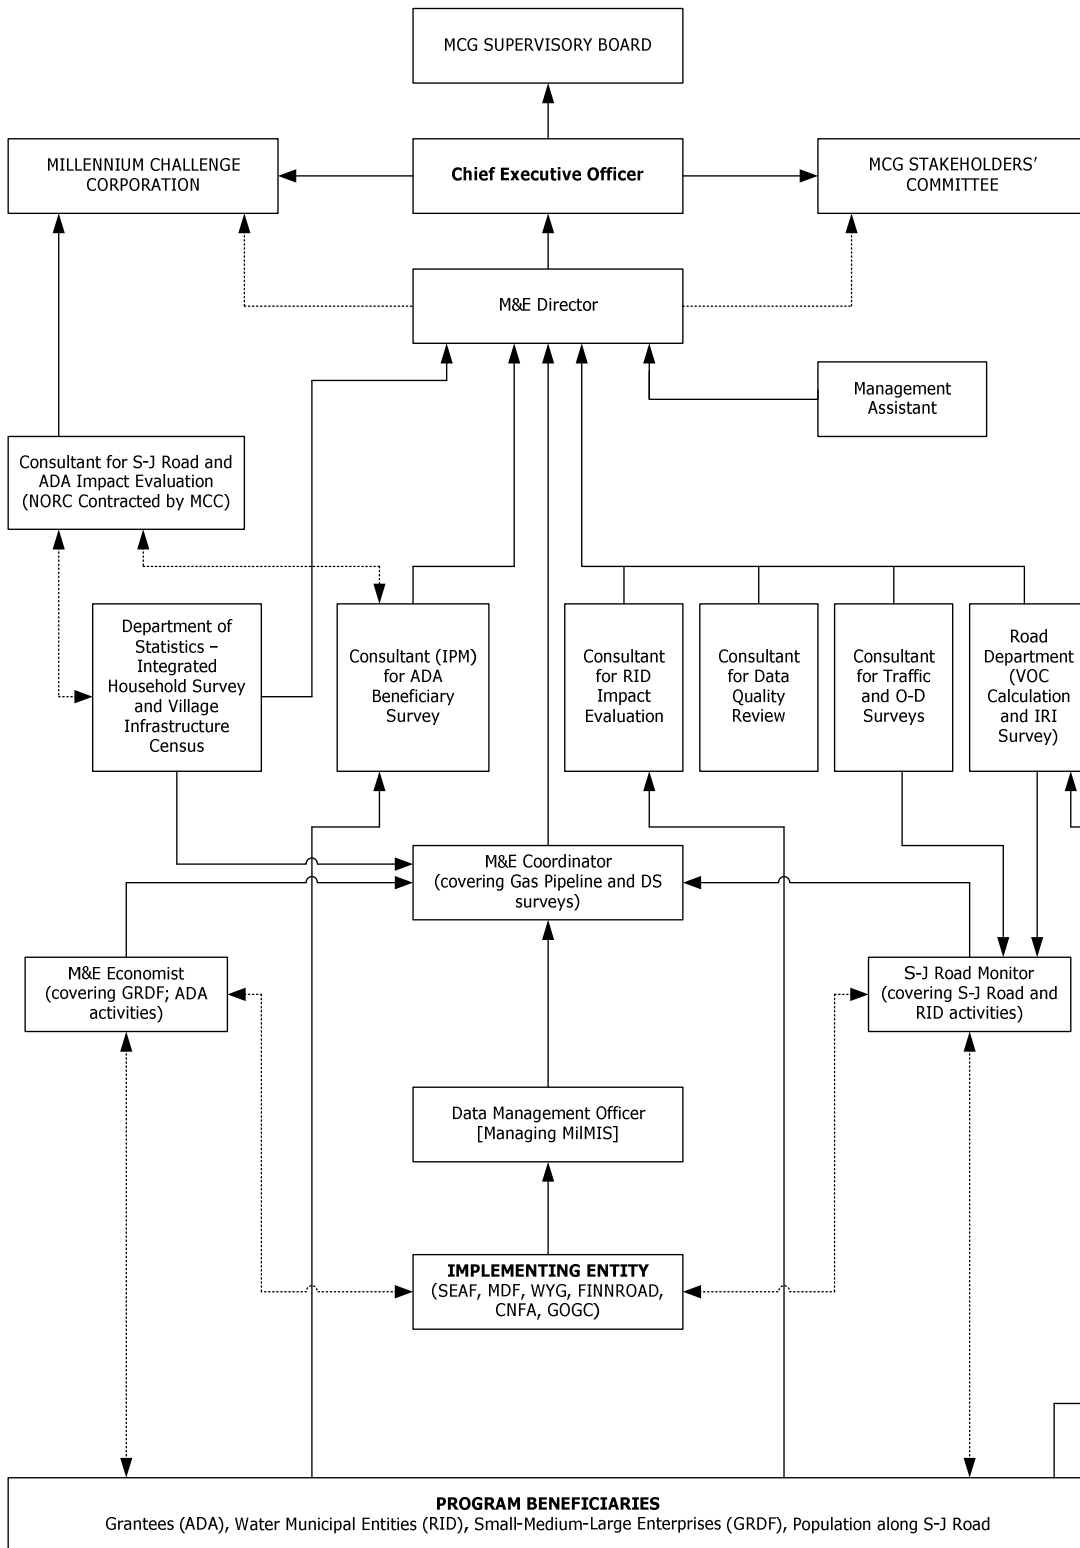 MCG SUPERVISORY BOARD
MILLENNIUM CHALLENGE
CORPORATION
Chief Executive Officer
MCG STAKEHOLDERS'
COMMITTEE
M&E Director
Management
Assistant
Consultant for S-J Road and
ADA Impact Evaluation
(NORC Contracted by MCC)
Department of
Statistics –
Integrated
Household Survey
and Village
Infrastructure
Census
Consultant (IPM)
for ADA
Beneficiary
Survey
Consultant
for RID
Impact
Evaluation
Consultant
for Data
Quality
Review
Consultant
for Traffic
and O-D
Surveys
Road
Department
(VOC
Calculation
and IRI
Survey)
M&E Coordinator
(covering Gas Pipeline and DS
surveys)
M&E Economist
(covering GRDF; ADA
activities)
S-J Road Monitor
(covering S-J Road and
RID activities)
Data Management Officer
[Managing MilMIS]
IMPLEMENTING ENTITY
(SEAF, MDF, WYG, FINNROAD,
CNFA, GOGC)
PROGRAM BENEFICIARIES
Grantees (ADA), Water Municipal Entities (RID), Small-Medium-Large Enterprises (GRDF), Population along S-J Road